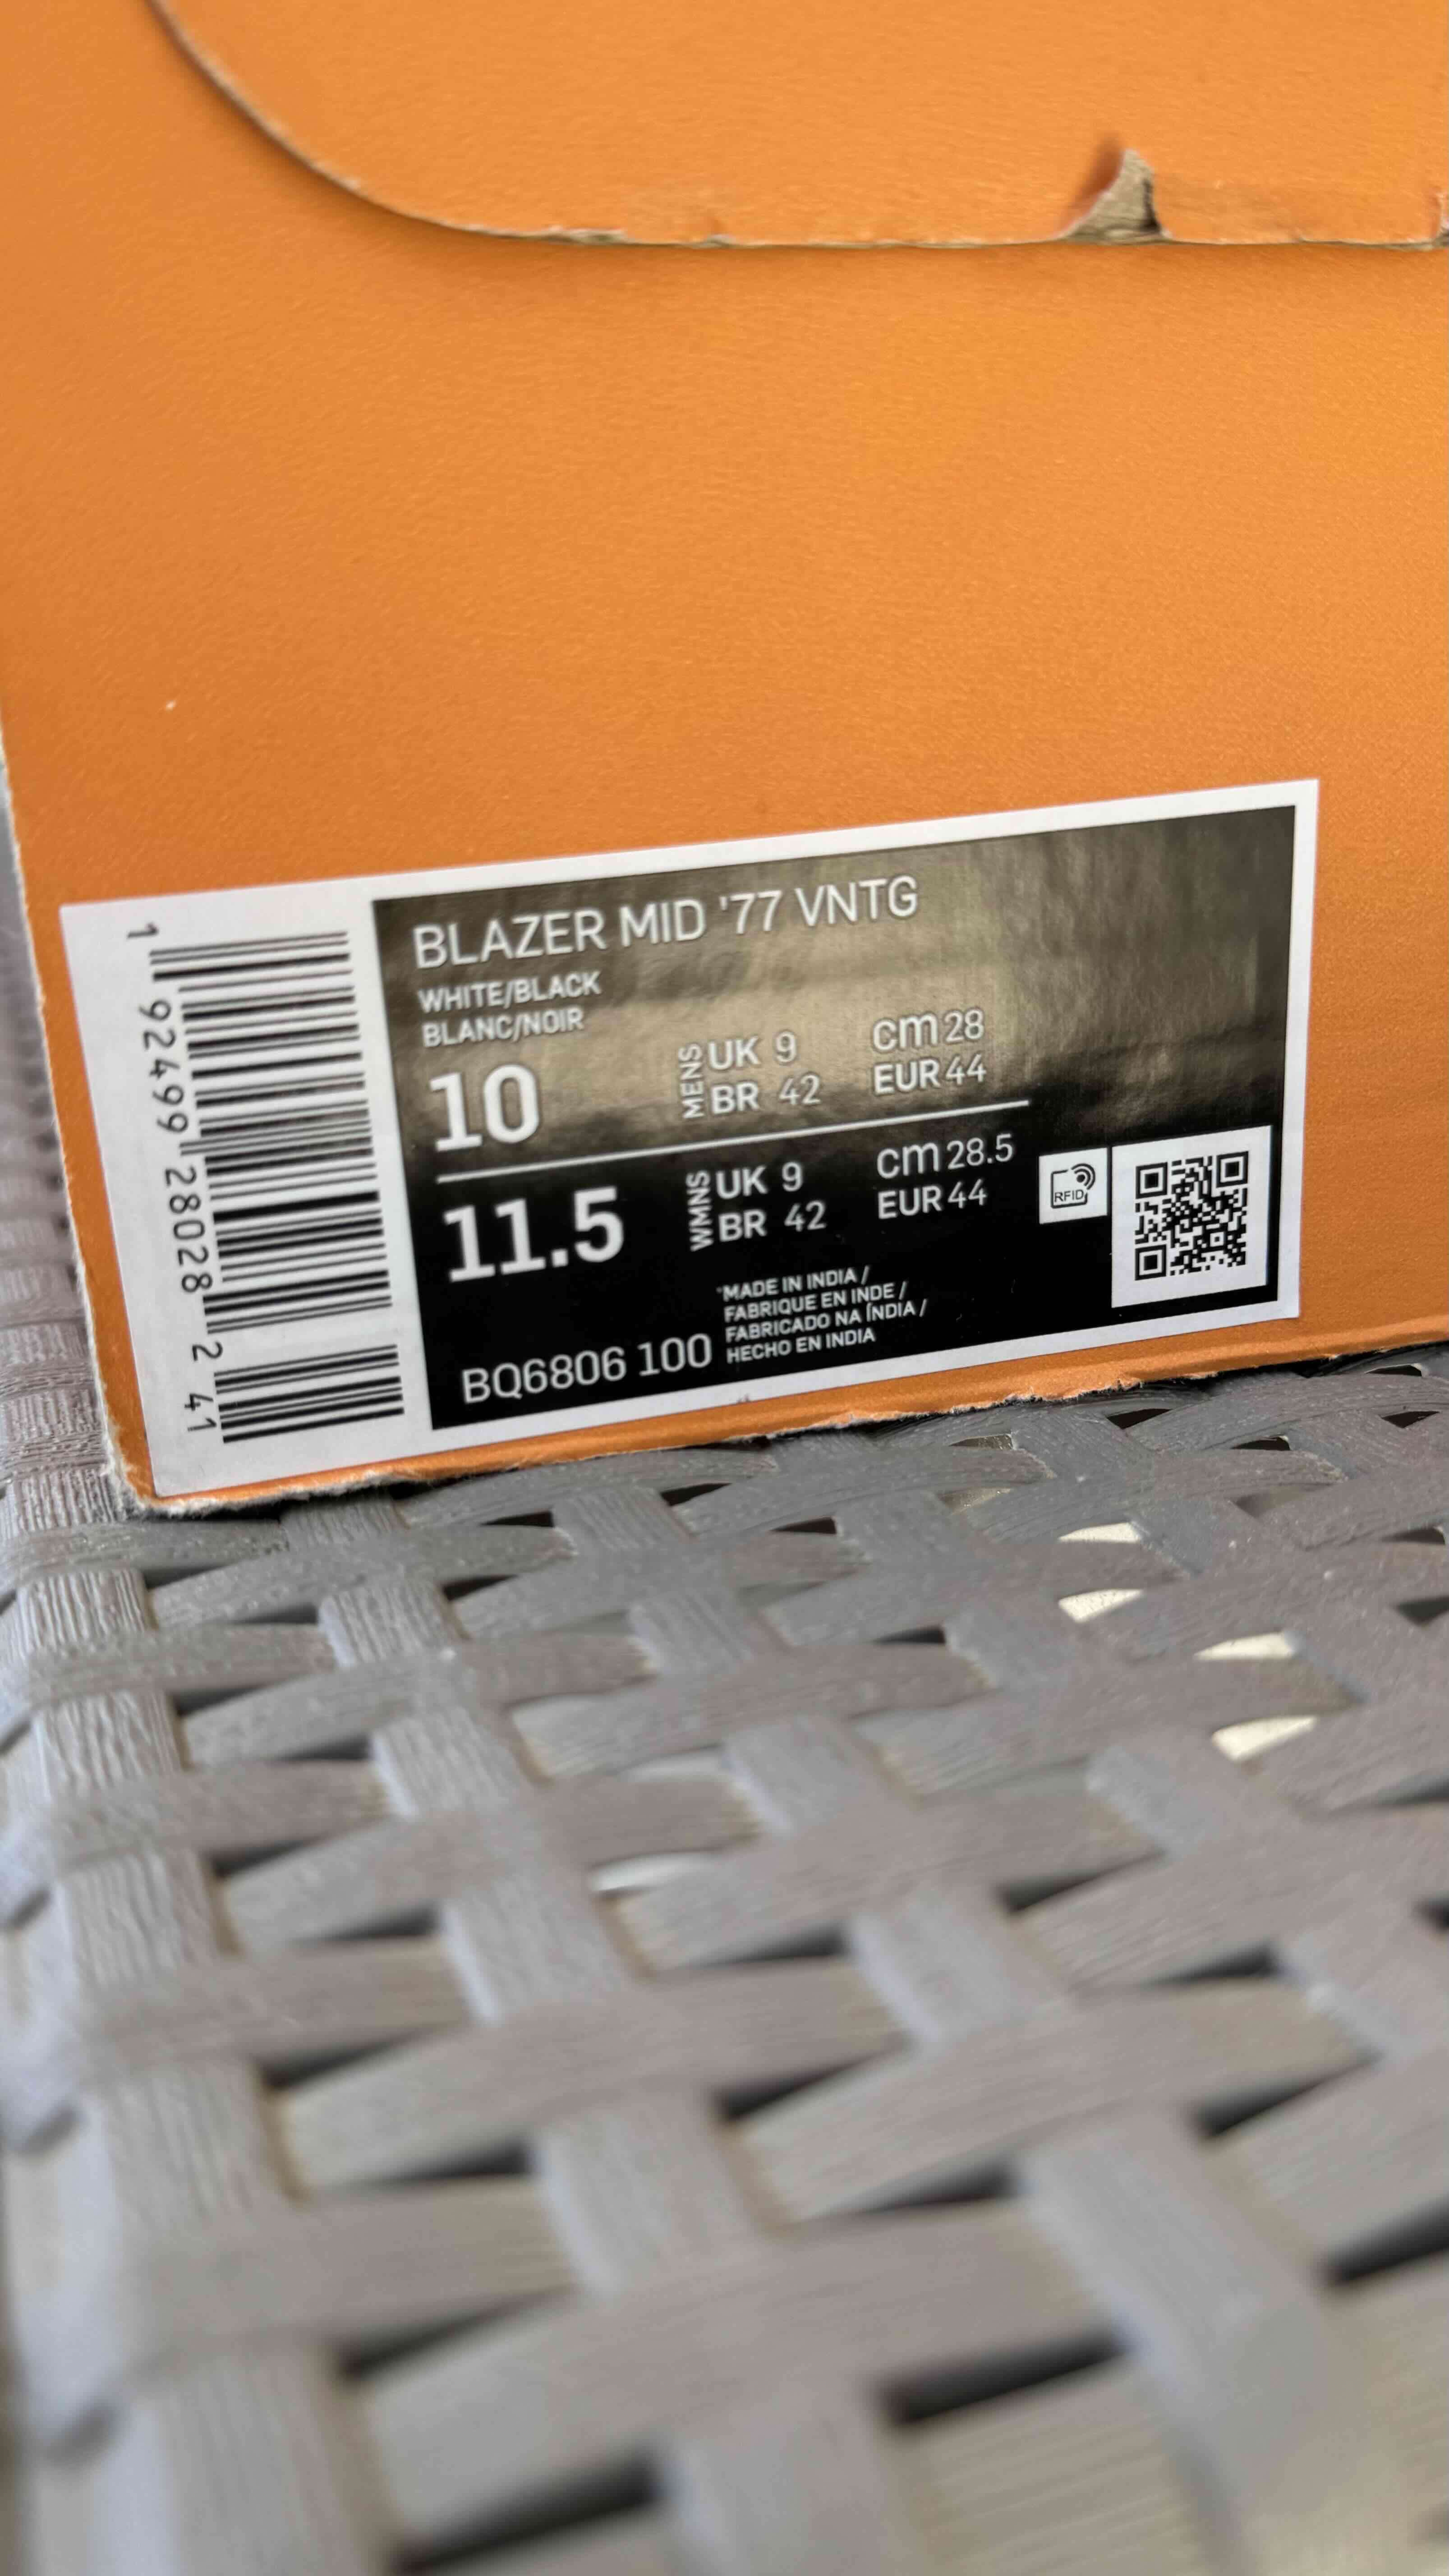 BLAZER MID '77 VNTG
WHITE/BLACK
BLANC/NOIR
10 MENS UK 9 cm 28
BR 42 EUR 44
11.5 WMNS UK 9 cm 28.5
BR 42 EUR 44
RFID
*MADE IN INDIA /
FABRIQUE EN INDE /
FABRICADO NA ÍNDIA /
HECHO EN INDIA
BQ6806 100
1 92499 28028 2 41